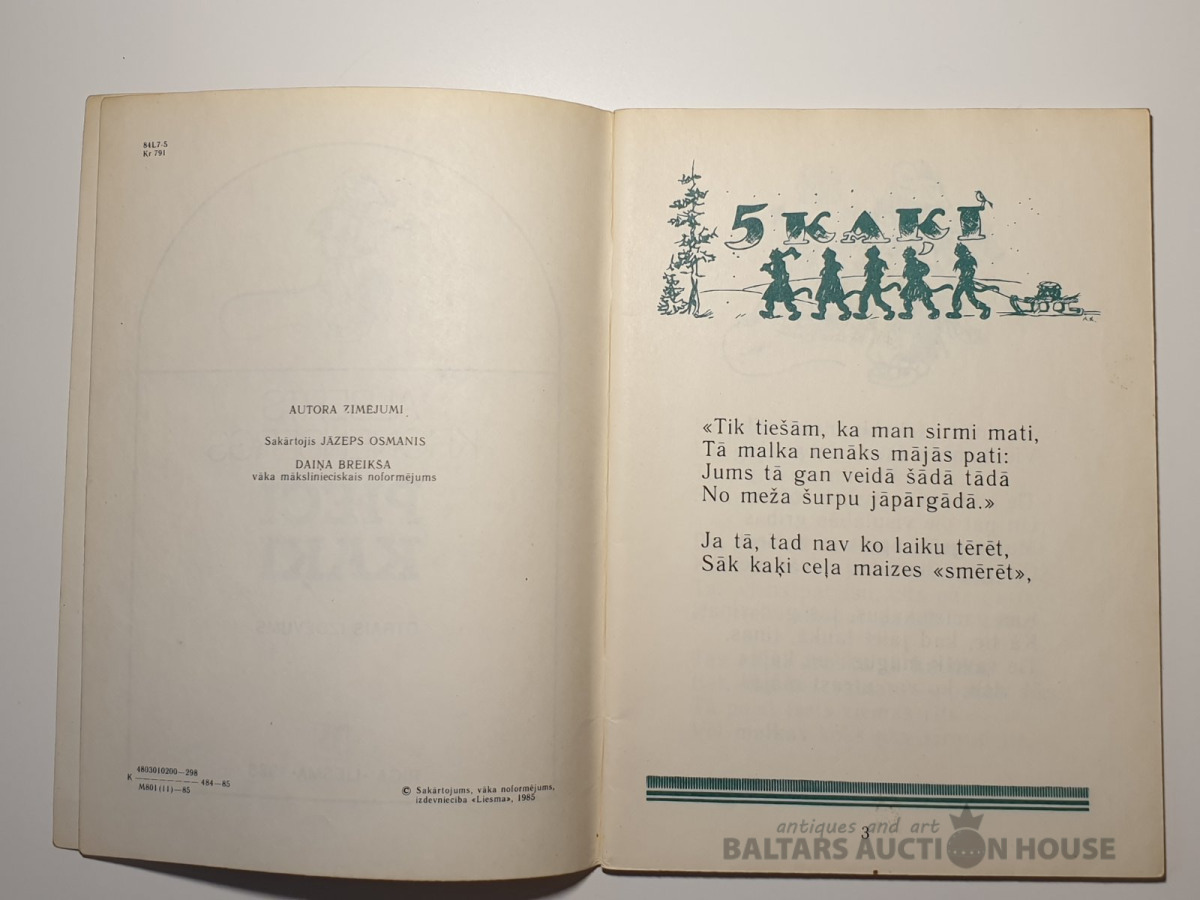 84L7-5
Kr 791
AUTORA ZĪMĒJUMI
Sakārtojis JĀZEPS OSMANIS
DAIŅA BREIKŠA
vāka mākslinieciskais noformējums
4803010200—298
K 484—85
M801(11)—85
© Sakārtojums, vāka noformējums,
izdevniecība «Liesma», 1985
5 KAĶI
«Tik tiešām, ka man sirmi mati,
Tā malka nenāks mājās pati:
Jums tā gan veidā šādā tādā
No meža šurpu jāpārgādā.»
Ja tā, tad nav ko laiku tērēt,
Sāk kaķi ceļa maizes «smērēt»,
3
antiques and art
BALTARS AUCTION HOUSE